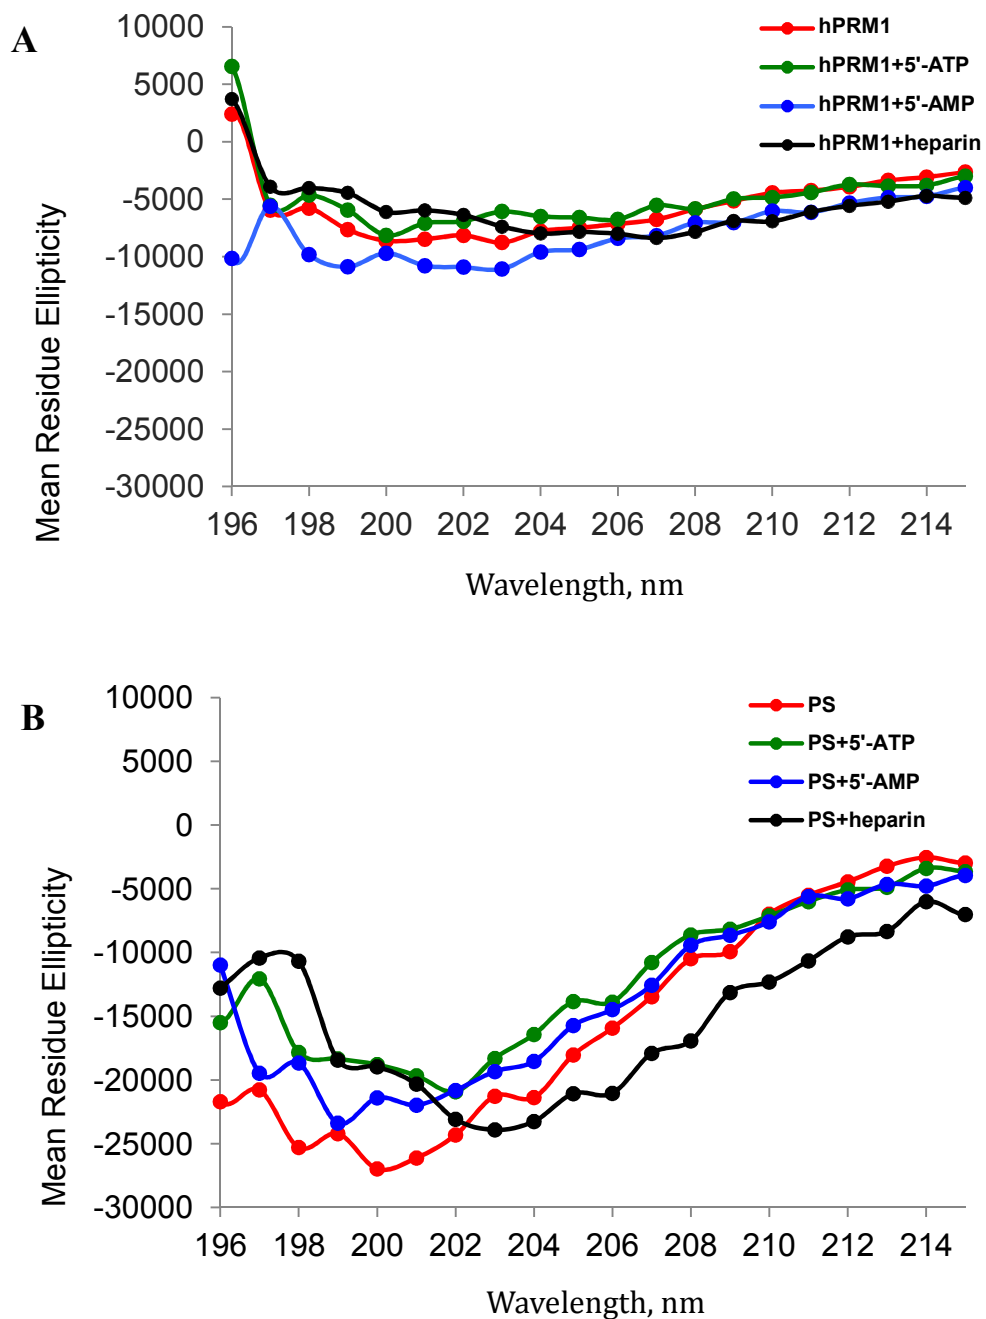 A
10000
5000
0
-5000
-10000
-15000
-20000
-25000
-30000
Mean Residue Ellipticity
hPRM1
hPRM1+5'-ATP
hPRM1+5'-AMP
hPRM1+heparin
196 198 200 202 204 206 208 210 212 214
Wavelength, nm
B
10000
5000
0
-5000
-10000
-15000
-20000
-25000
-30000
Mean Residue Ellipticity
PS
PS+5'-ATP
PS+5'-AMP
PS+heparin
196 198 200 202 204 206 208 210 212 214
Wavelength, nm